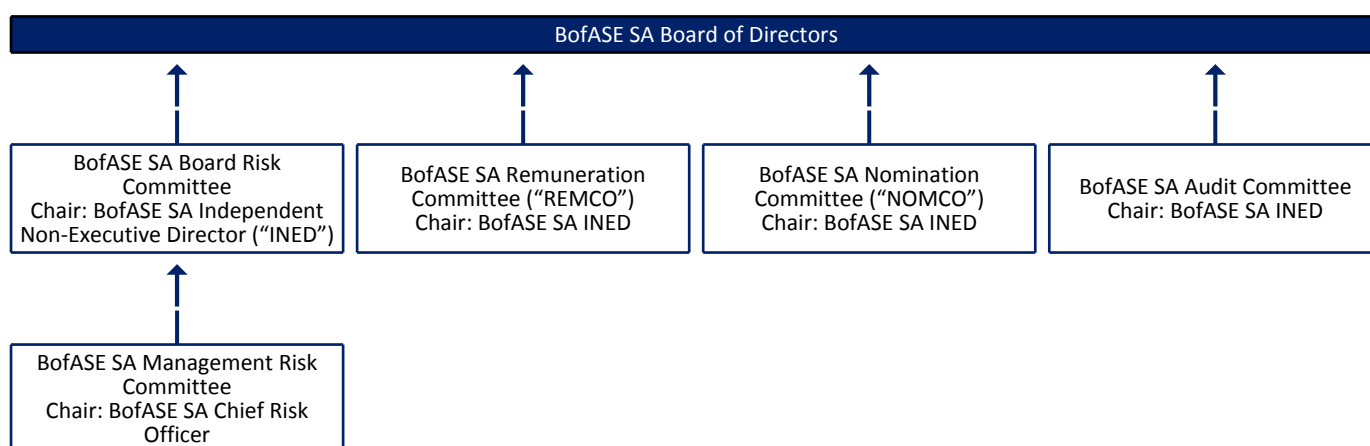 BofASE SA Board of Directors
BofASE SA Board Risk
Committee
Chair: BofASE SA Independent
Non-Executive Director (“INED”)
BofASE SA Remuneration
Committee (“REMCO”)
Chair: BofASE SA INED
BofASE SA Nomination
Committee (“NOMCO”)
Chair: BofASE SA INED
BofASE SA Audit Committee
Chair: BofASE SA INED
BofASE SA Management Risk
Committee
Chair: BofASE SA Chief Risk
Officer